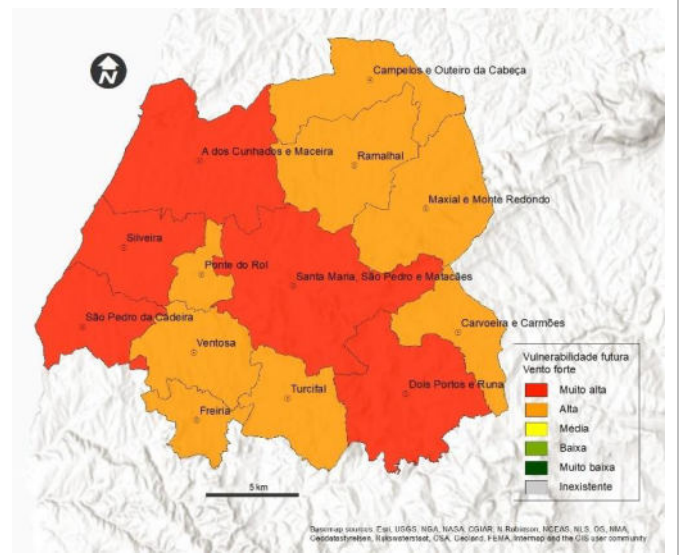 N
Campelos e Outeiro da Cabeça
A dos Cunhados e Maceira
Ramalhal
Maxial e Monte Redondo
Silveira
Ponte do Rol
Santa Maria, São Pedro e Matacães
São Pedro da Cadeira
Carvoeira e Carmões
Ventosa
Turcifal
Dois Portos e Runa
Freiria
Vulnerabilidade futura
Vento forte
Muito alta
Alta
Média
Baixa
Muito baixa
Inexistente
5 km
Basemap sources: Esri, USGS, NGA, NASA, CGIAR, N Robinson, NCEAS, NLS, OS, NMA,
Geodatastyrelsen, Rijkswaterstaat, GSA, Geoland, FEMA, Intermap and the GIS user community